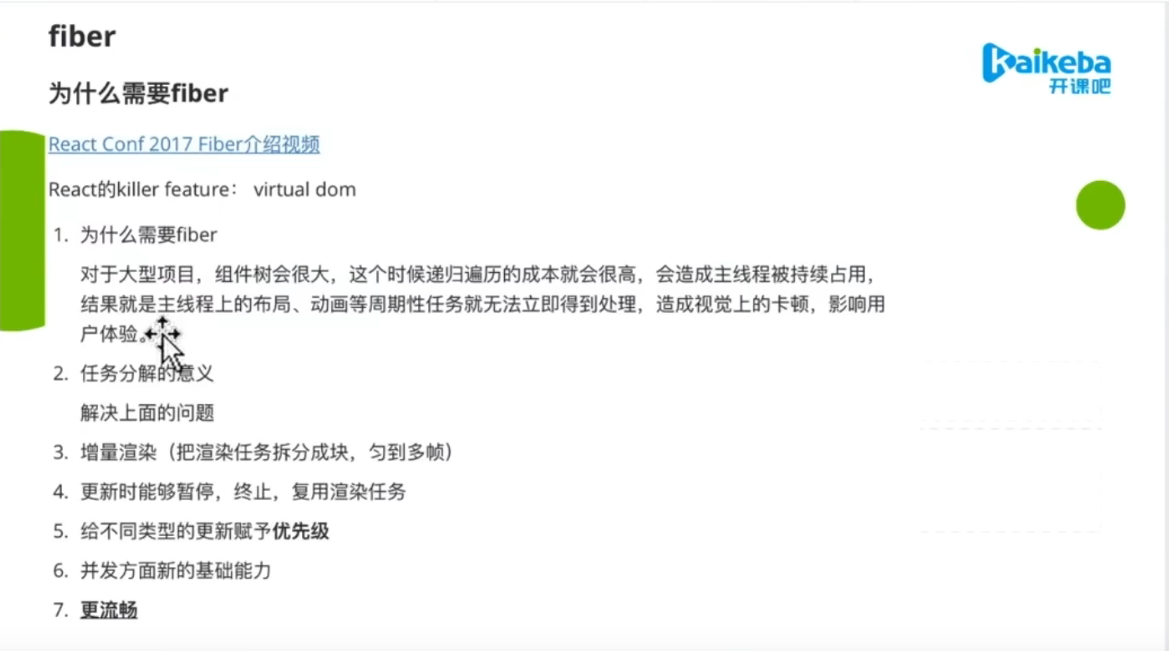 fiber
kaikeba
开课吧
为什么需要fiber
React Conf 2017 Fiber介绍视频
React的killer feature： virtual dom
1. 为什么需要fiber
对于大型项目，组件树会很大，这个时候递归遍历的成本就会很高，会造成主线程被持续占用，
结果就是主线程上的布局、动画等周期性任务就无法立即得到处理，造成视觉上的卡顿，影响用
户体验。
2. 任务分解的意义
解决上面的问题
3. 增量渲染（把渲染任务拆分成块，匀到多帧）
4. 更新时能够暂停，终止，复用渲染任务
5. 给不同类型的更新赋予优先级
6. 并发方面新的基础能力
7. 更流畅